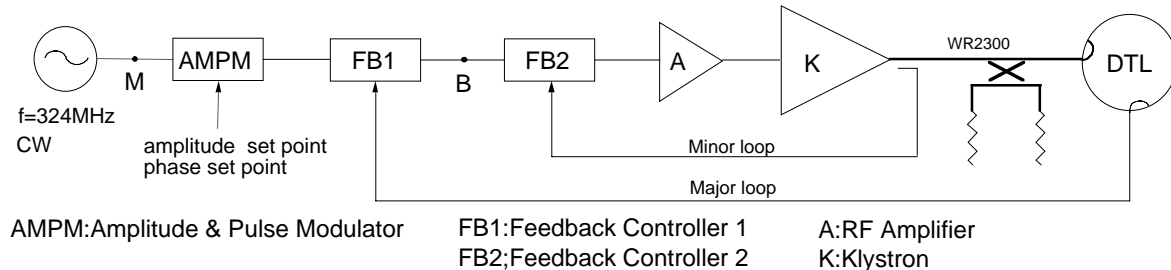 WR2300
AMPM
FB1
FB2
A
K
DTL
M
B
f=324MHz
CW
amplitude set point
phase set point
Minor loop
Major loop
AMPM:Amplitude & Pulse Modulator
FB1:Feedback Controller 1
A:RF Amplifier
FB2;Feedback Controller 2
K:Klystron